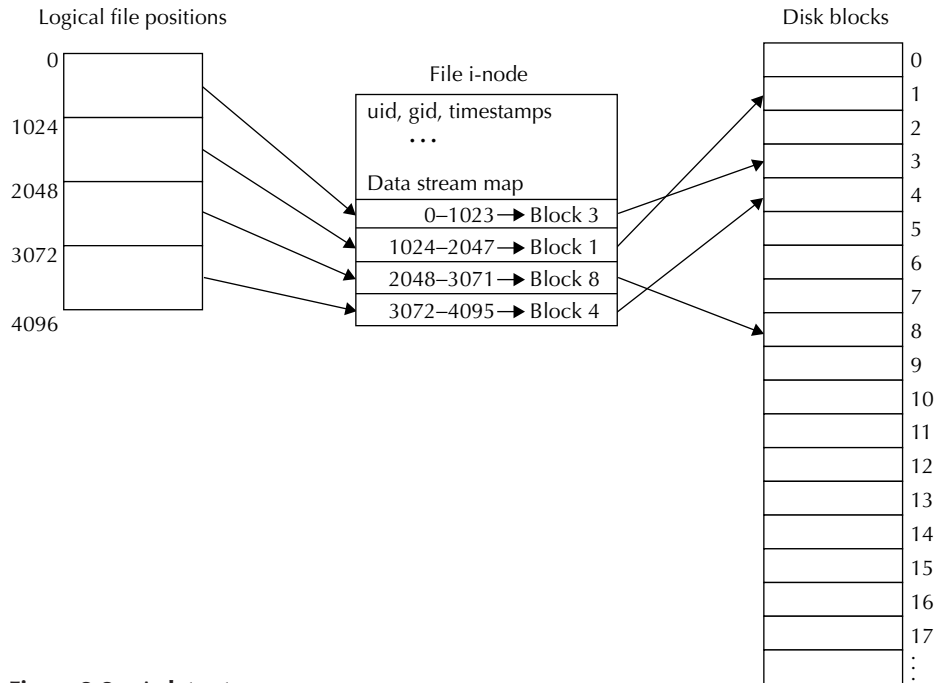 Logical file positions
0
1024
2048
3072
4096
File i-node
uid, gid, timestamps
...
Data stream map
0–1023→ Block 3
1024–2047→ Block 1
2048–3071→ Block 8
3072–4095→ Block 4
Disk blocks
0
1
2
3
4
5
6
7
8
9
10
11
12
13
14
15
16
17